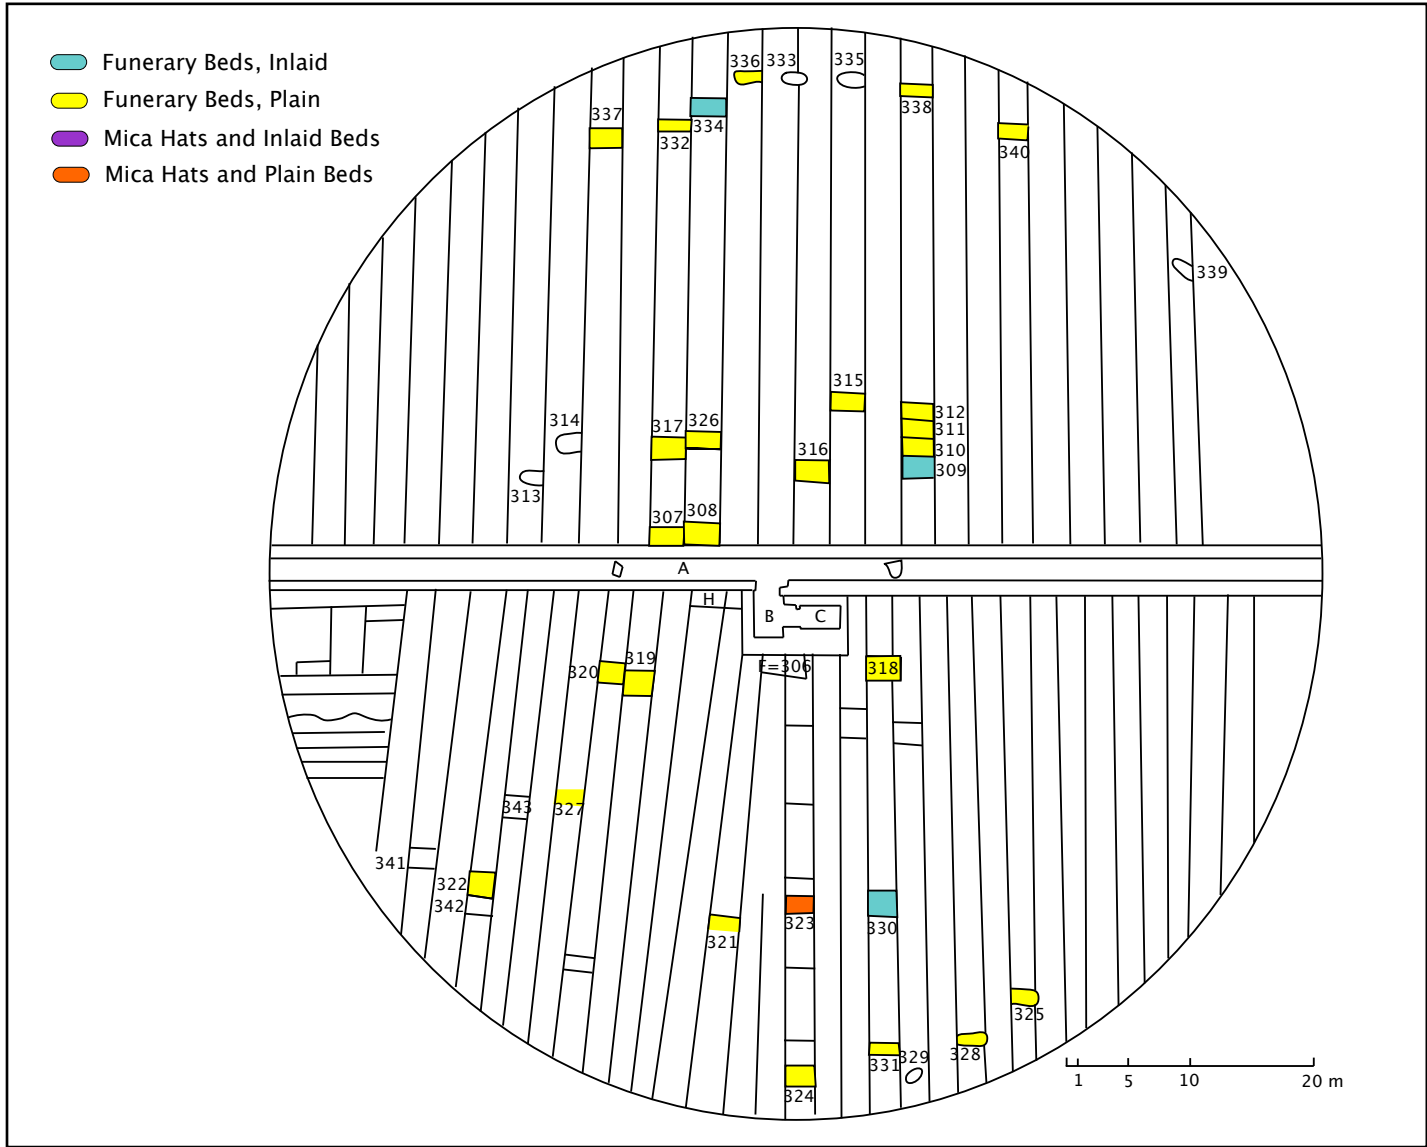 Funerary Beds, Inlaid
Funerary Beds, Plain
Mica Hats and Inlaid Beds
Mica Hats and Plain Beds
336 333 335
337
334
332
338
340
339
315
314
317 326
312
311
316
310
309
313
307 308
A
H
B C
F=306
320 319
318
343 327
341
322
342
323
330
321
325
331 329 328
324
1 5 10 20 m